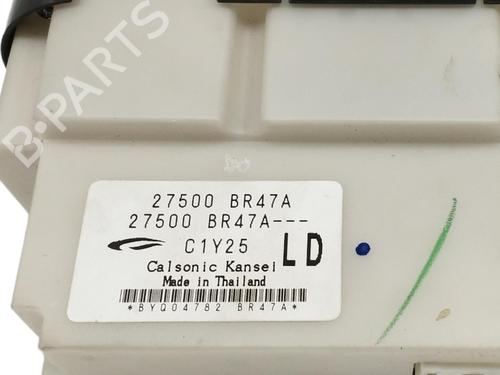 B-PARTS
27500 BR47A
27500 BR47A---
C1Y25
LD
Calsonic Kansei
Made in Thailand
*BYQ04782 BR47A*